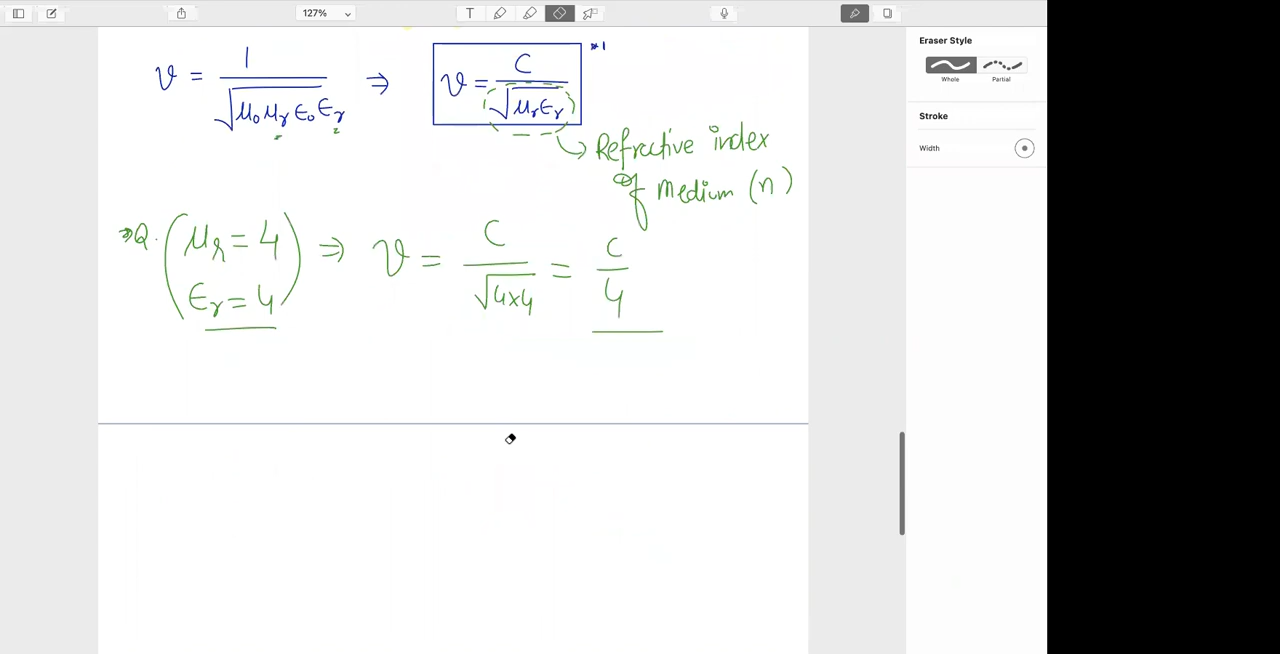 127%
T
Eraser Style
Whole Partial
Stroke
Width
v = 1/√(μ₀μᵣϵ₀ϵᵣ) ⇒ v = c/√(μᵣϵᵣ) *1
Refractive index
of Medium (n)
Q. (μᵣ = 4 ⇒ v = c/√(4×4) = c/4
ϵᵣ = 4)